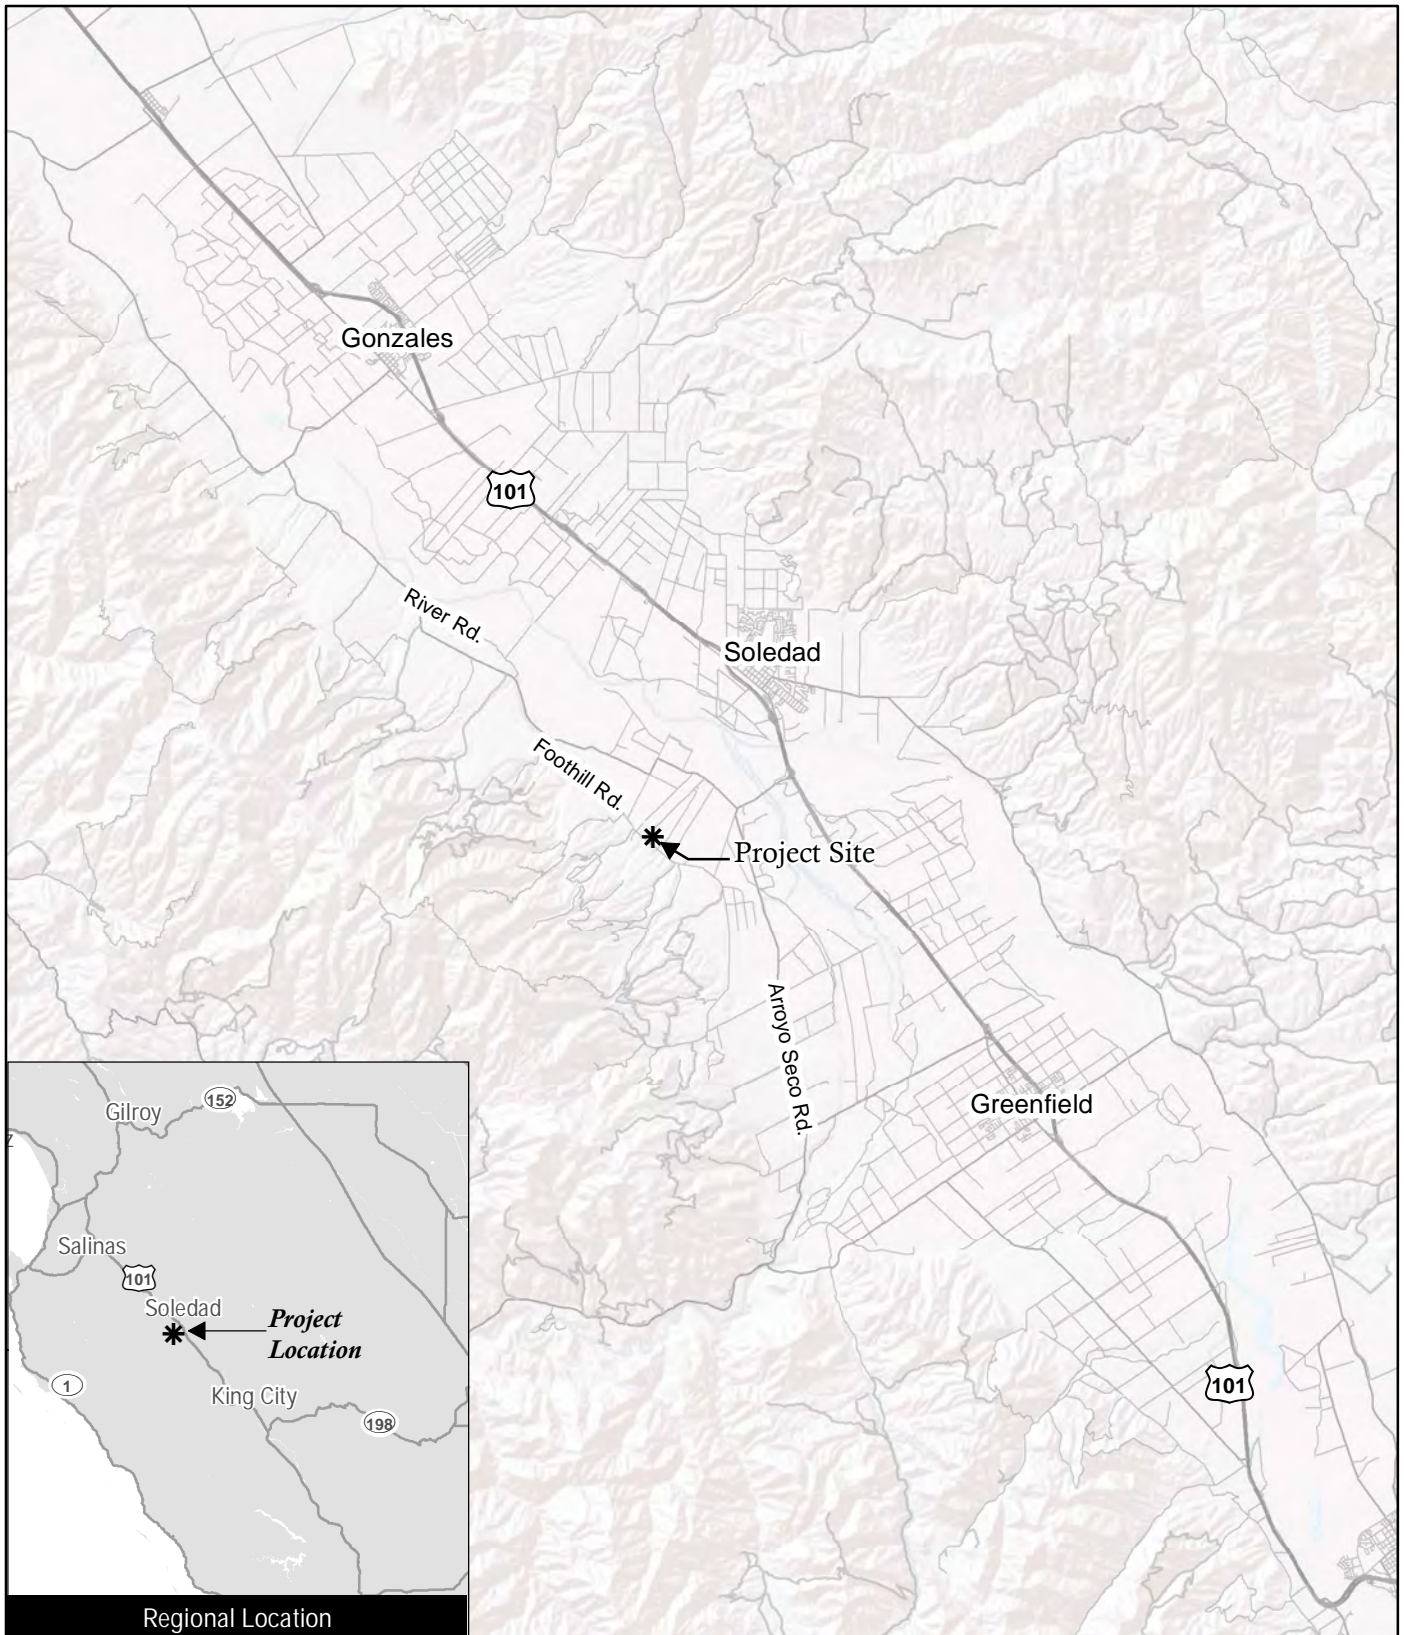 Gonzales
101
River Rd.
Soledad
Foothill Rd.
Project Site
Arroyo Seco Rd.
Greenfield
101
Gilroy
152
Z
Salinas
101
Soledad
Project
Location
1
King City
198
Regional Location